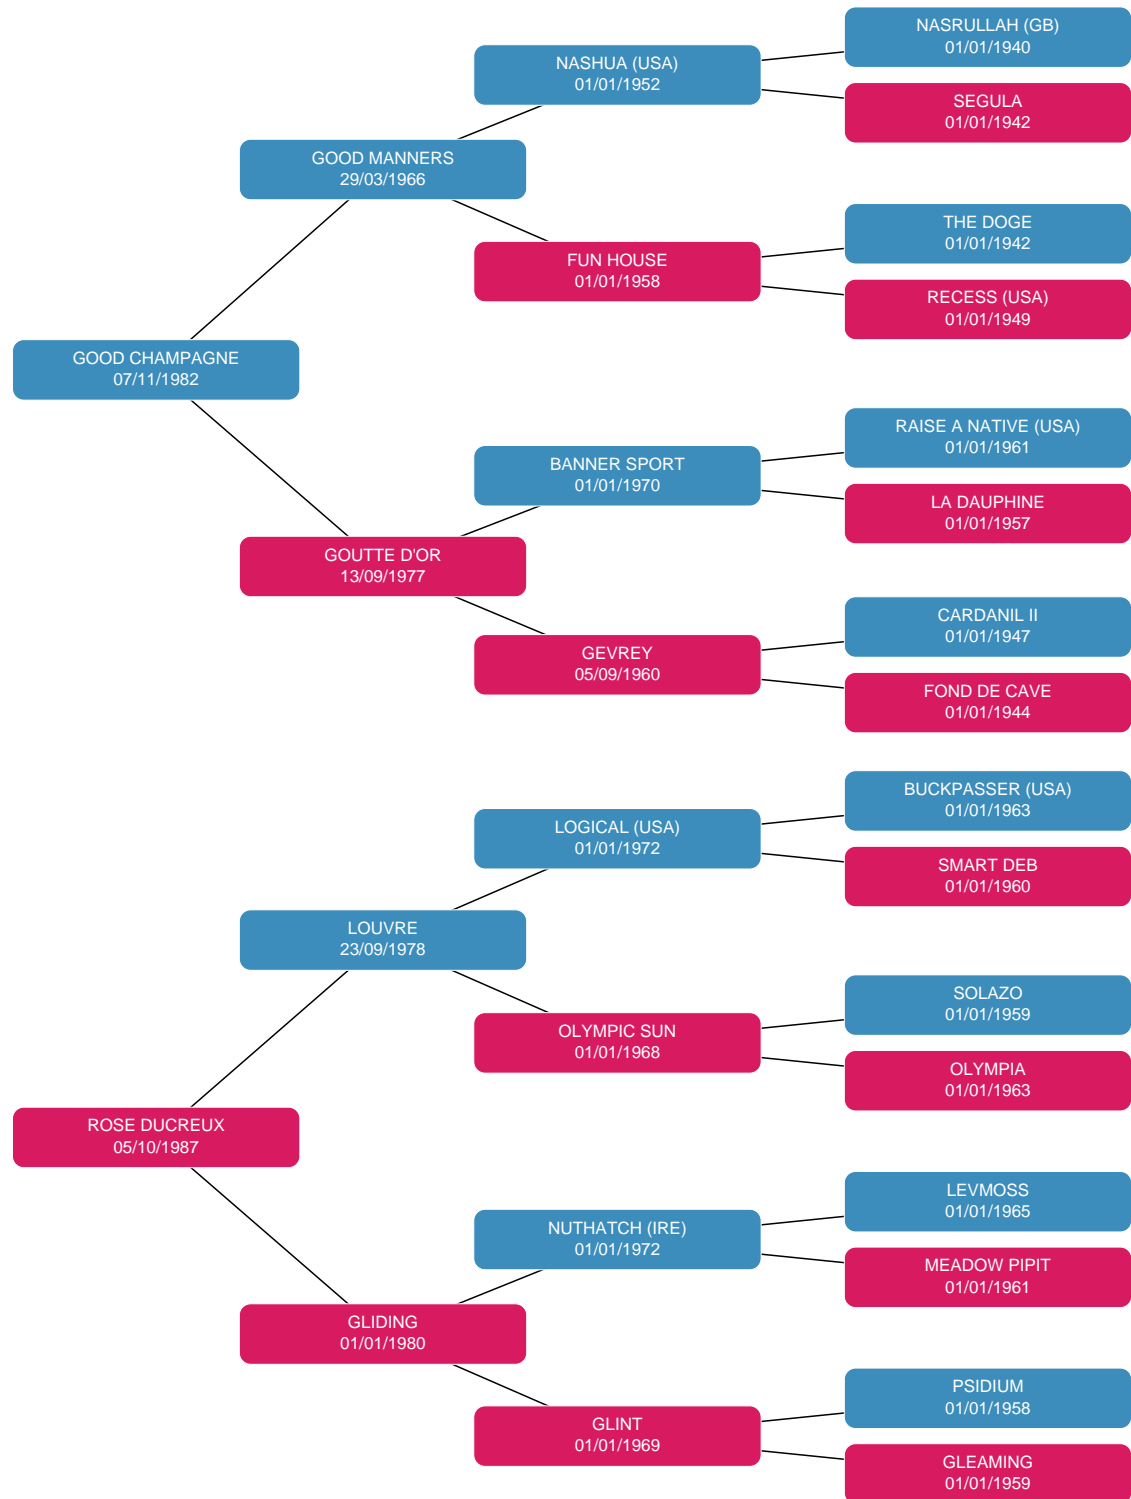 NASRULLAH (GB)
01/01/1940
NASHUA (USA)
01/01/1952
SEGULA
01/01/1942
GOOD MANNERS
29/03/1966
THE DOGE
01/01/1942
FUN HOUSE
01/01/1958
RECESS (USA)
01/01/1949
GOOD CHAMPAGNE
07/11/1982
RAISE A NATIVE (USA)
01/01/1961
BANNER SPORT
01/01/1970
LA DAUPHINE
01/01/1957
GOUTTE D'OR
13/09/1977
CARDANIL II
01/01/1947
GEVREY
05/09/1960
FOND DE CAVE
01/01/1944
BUCKPASSER (USA)
01/01/1963
LOGICAL (USA)
01/01/1972
SMART DEB
01/01/1960
LOUVRE
23/09/1978
SOLAZO
01/01/1959
OLYMPIC SUN
01/01/1968
OLYMPIA
01/01/1963
ROSE DUCREUX
05/10/1987
LEVMOSS
01/01/1965
NUTHATCH (IRE)
01/01/1972
MEADOW PIPIT
01/01/1961
GLIDING
01/01/1980
PSIDIUM
01/01/1958
GLINT
01/01/1969
GLEAMING
01/01/1959